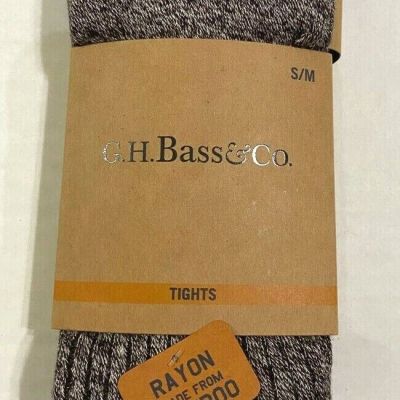 S/M
G.H.Bass&Co.
TIGHTS
RAYON
MADE FROM